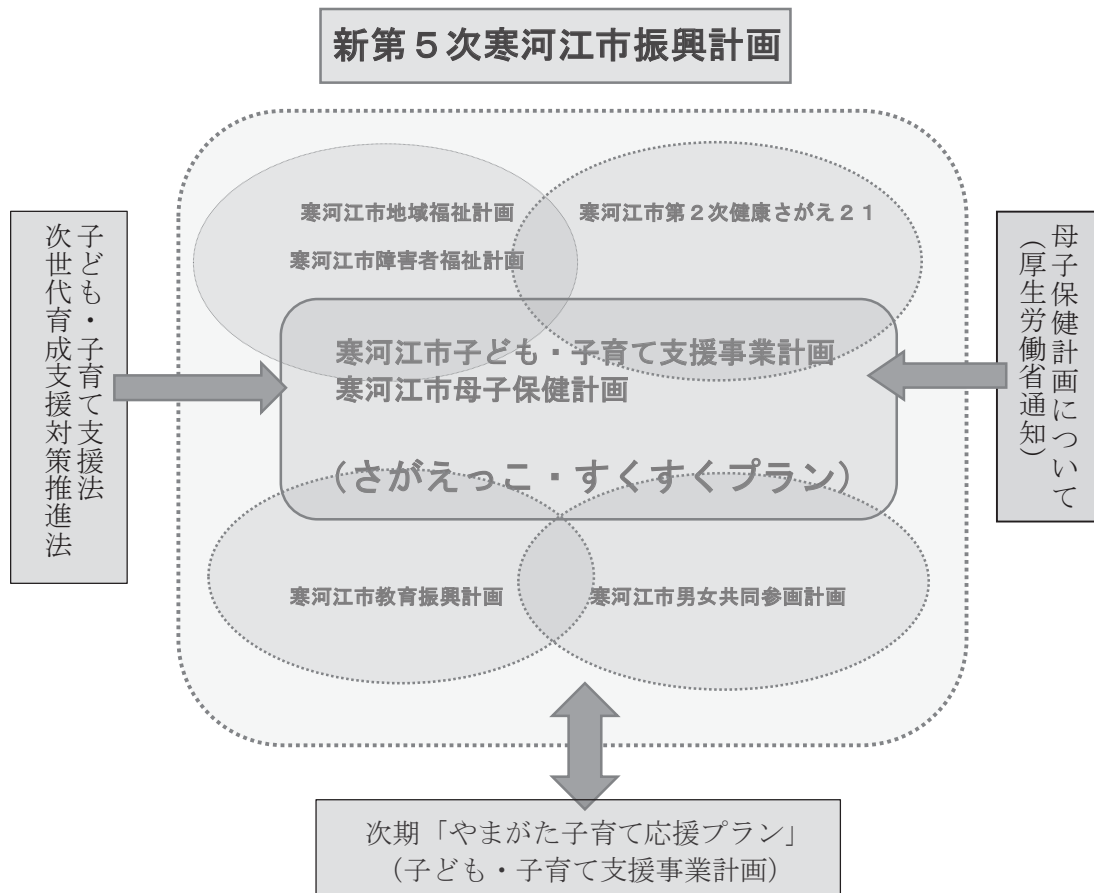 新第５次寒河江市振興計画
寒河江市地域福祉計画
寒河江市障害者福祉計画
寒河江市第２次健康さがえ２１
子ども・子育て支援法
次世代育成支援対策推進法
母子保健計画について
（厚生労働省通知）
寒河江市子ども・子育て支援事業計画
寒河江市母子保健計画
（さがえっこ・すくすくプラン）
寒河江市教育振興計画
寒河江市男女共同参画計画
次期「やまがた子育て応援プラン」
（子ども・子育て支援事業計画）